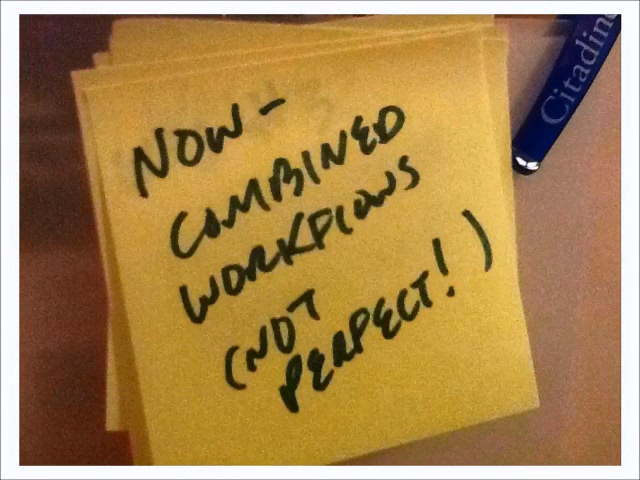 NOW-
COMBINED
WORKFLOWS
(NOT
PERFECT!)
Citadine